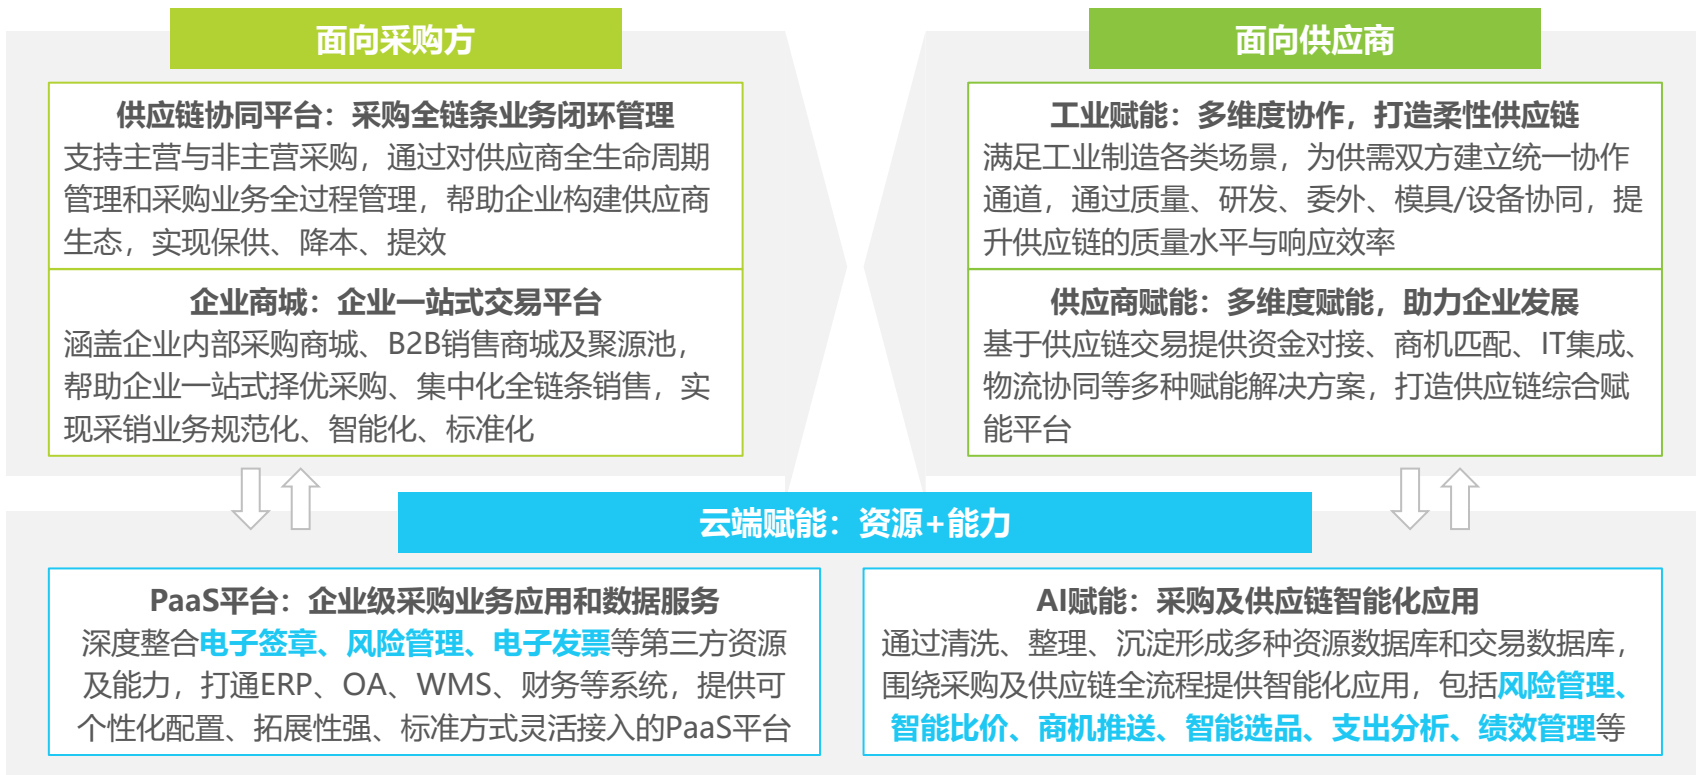 面向采购方
供应链协同平台：采购全链条业务闭环管理
支持主营与非主营采购，通过对供应商全生命周期
管理和采购业务全过程管理，帮助企业构建供应商
生态，实现保供、降本、提效
企业商城：企业一站式交易平台
涵盖企业内部采购商城、B2B销售商城及聚源池，
帮助企业一站式择优采购、集中化全链条销售，实
现采销业务规范化、智能化、标准化
面向供应商
工业赋能：多维度协作，打造柔性供应链
满足工业制造各类场景，为供需双方建立统一协作
通道，通过质量、研发、委外、模具/设备协同，提
升供应链的质量水平与响应效率
供应商赋能：多维度赋能，助力企业发展
基于供应链交易提供资金对接、商机匹配、IT集成、
物流协同等多种赋能解决方案，打造供应链综合赋
能平台
云端赋能：资源+能力
PaaS平台：企业级采购业务应用和数据服务
深度整合电子签章、风险管理、电子发票等第三方资源
及能力，打通ERP、OA、WMS、财务等系统，提供可
个性化配置、拓展性强、标准方式灵活接入的PaaS平台
AI赋能：采购及供应链智能化应用
通过清洗、整理、沉淀形成多种资源数据库和交易数据库，
围绕采购及供应链全流程提供智能化应用，包括风险管理、
智能比价、商机推送、智能选品、支出分析、绩效管理等